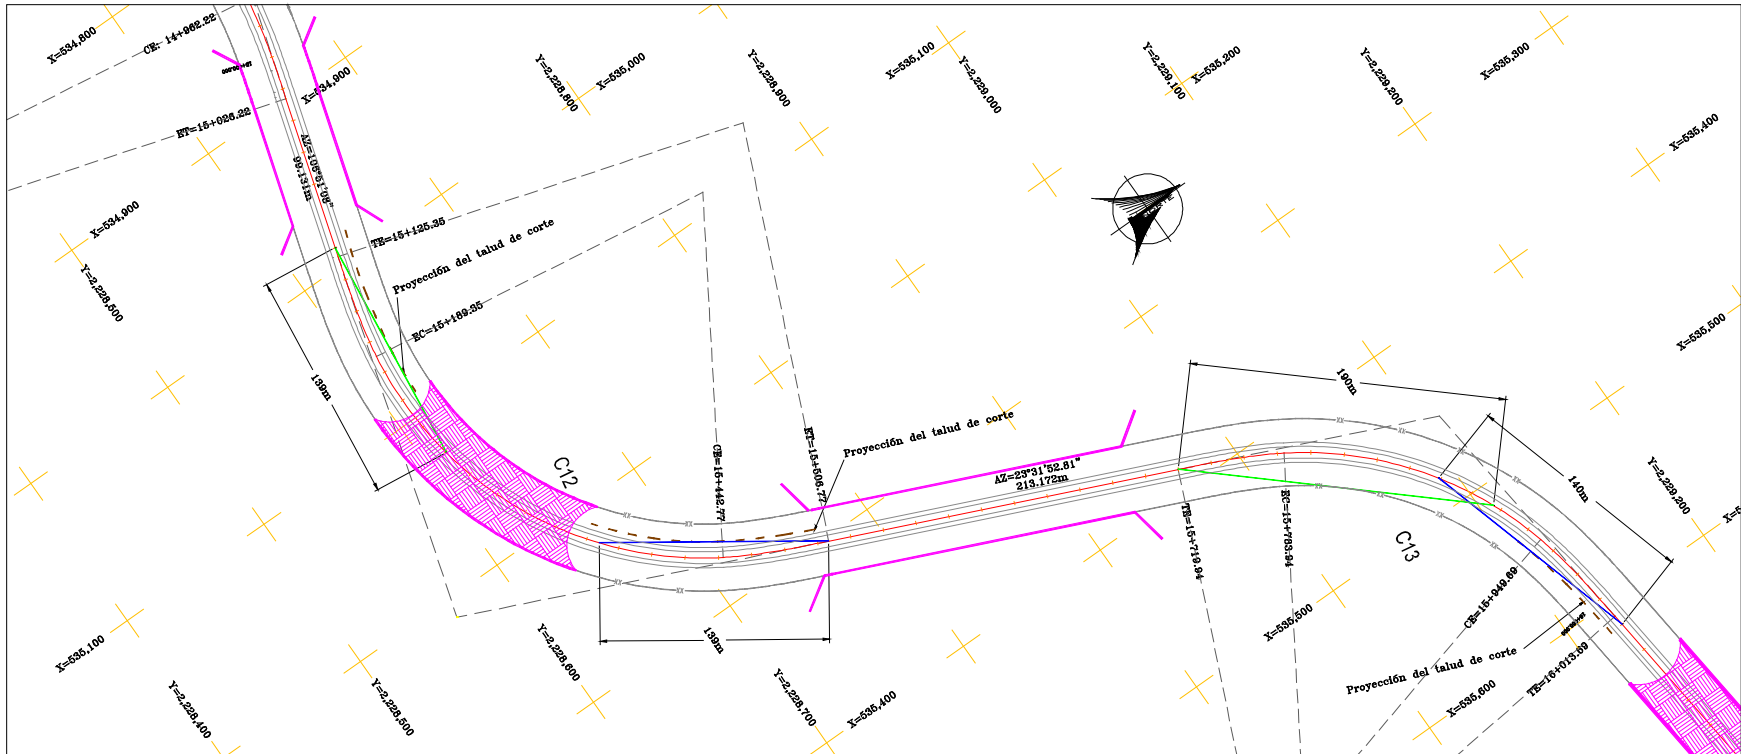 X=534,800
CE: 14+962.22
X=534,900
ET=15+026.22
AZ=106°51'08"
99.131m
Y=2,228,800
X=535,000
Y=2,228,900
X=535,100
Y=2,229,000
Y=2,229,100
X=535,200
Y=2,229,200
X=535,300
X=535,400
X=534,900
Y=2,228,500
TE=15+125.35
Proyección del talud de corte
EC=15+189.35
139m
C12
CE=15+442.77
ET=15+506.77
Proyección del talud de corte
AZ=23°31'52.81"
213.172m
190m
140m
X=535,500
Y=2,229,200
TE=15+719.94
EC=15+783.94
C13
CE=15+949.69
X=535,500
TE=16+013.69
Proyección del talud de corte
X=535,600
139m
X=535,100
Y=2,228,400
Y=2,228,500
Y=2,228,600
Y=2,228,700
X=535,400